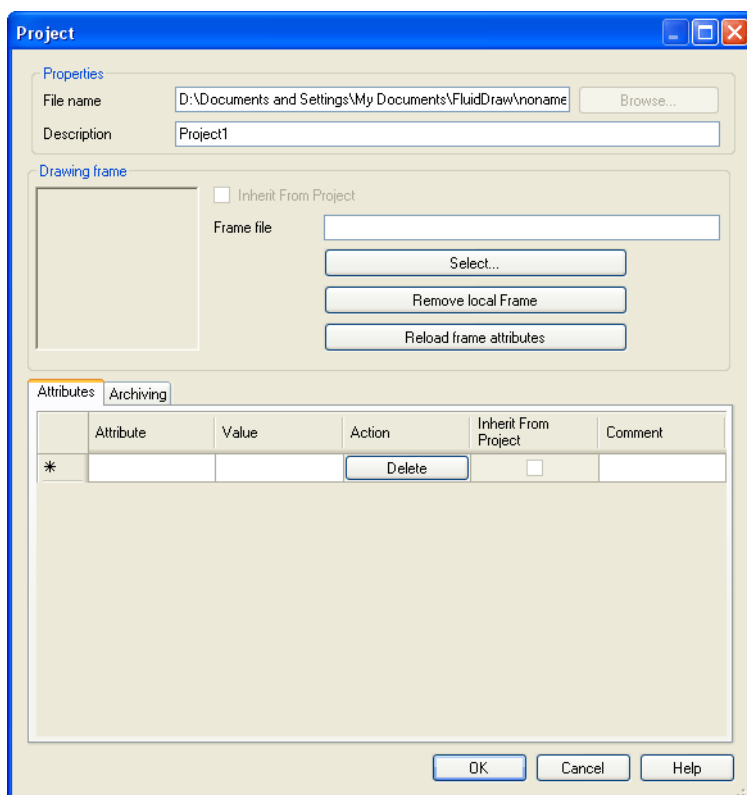 Project
Properties
File name D:\Documents and Settings\My Documents\FluidDraw\noname Browse...
Description Project1
Drawing frame
Inherit From Project
Frame file
Select...
Remove local Frame
Reload frame attributes
Attributes Archiving
Attribute Value Action Inherit From Project Comment
* Delete
OK Cancel Help